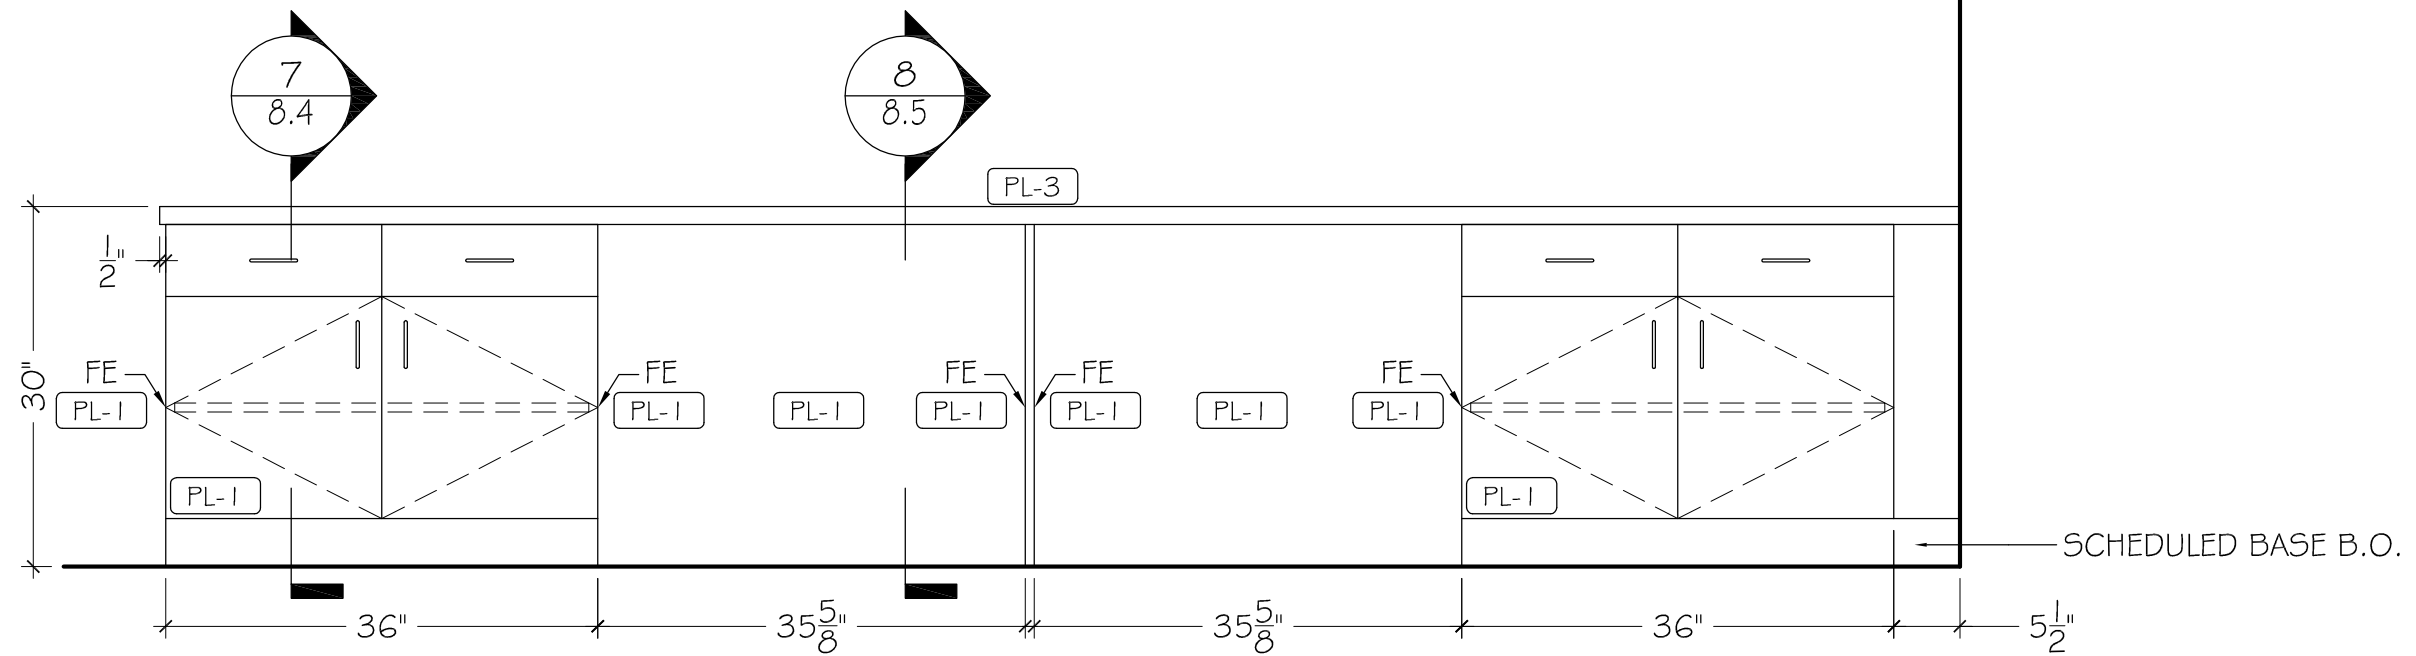 7
8.4
8
8.5
PL-3
1/2"
30"
FE
PL-1
FE
PL-1
PL-1
FE
PL-1
FE
PL-1
PL-1
FE
PL-1
PL-1
PL-1
SCHEDULED BASE B.O.
36"
35 5/8"
35 5/8"
36"
5 1/2"